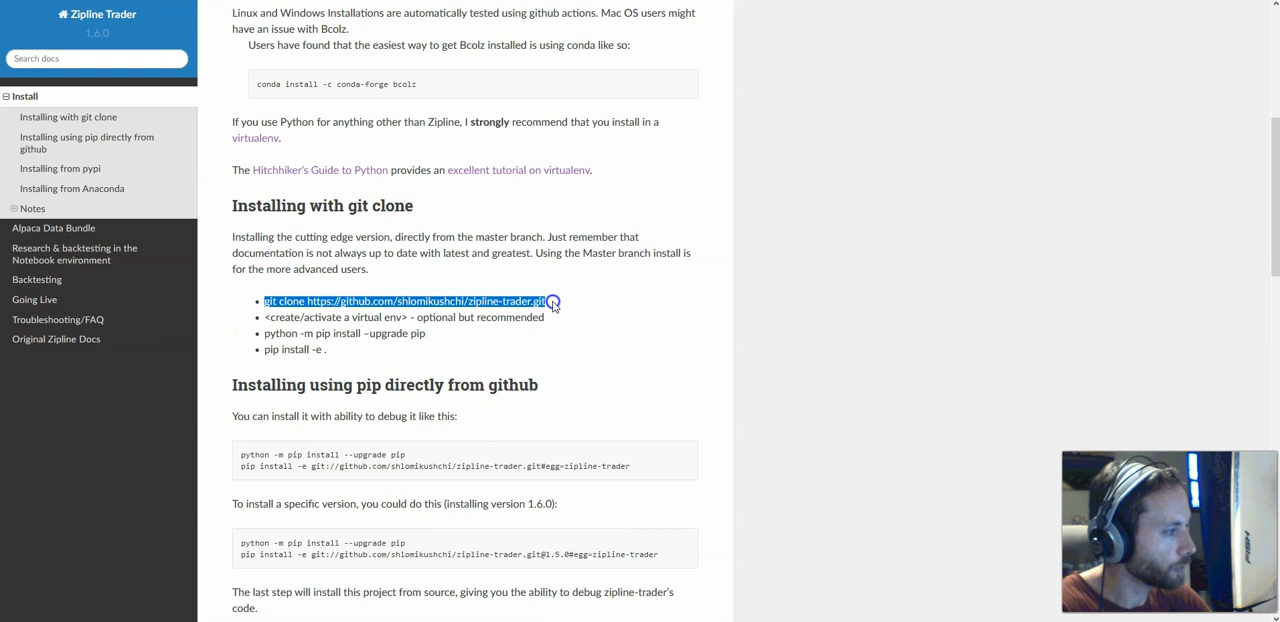 Zipline Trader
1.6.0
Search docs
Install
Installing with git clone
Installing using pip directly from
github
Installing from pypi
Installing from Anaconda
Notes
Alpaca Data Bundle
Research & backtesting in the
Notebook environment
Backtesting
Going Live
Troubleshooting/FAQ
Original Zipline Docs
Linux and Windows Installations are automatically tested using github actions. Mac OS users might
have an issue with Bcolz.
Users have found that the easiest way to get Bcolz installed is using conda like so:
conda install -c conda-forge bcolz
If you use Python for anything other than Zipline, I strongly recommend that you install in a
virtualenv.
The Hitchhiker's Guide to Python provides an excellent tutorial on virtualenv.
Installing with git clone
Installing the cutting edge version, directly from the master branch. Just remember that
documentation is not always up to date with latest and greatest. Using the Master branch install is
for the more advanced users.
• git clone https://github.com/shlomikushchi/zipline-trader.git
• <create/activate a virtual env> - optional but recommended
• python -m pip install –upgrade pip
• pip install -e .
Installing using pip directly from github
You can install it with ability to debug it like this:
python -m pip install --upgrade pip
pip install -e git://github.com/shlomikushchi/zipline-trader.git#egg=zipline-trader
To install a specific version, you could do this (installing version 1.6.0):
python -m pip install --upgrade pip
pip install -e git://github.com/shlomikushchi/zipline-trader.git@1.5.0#egg=zipline-trader
The last step will install this project from source, giving you the ability to debug zipline-trader's
code.